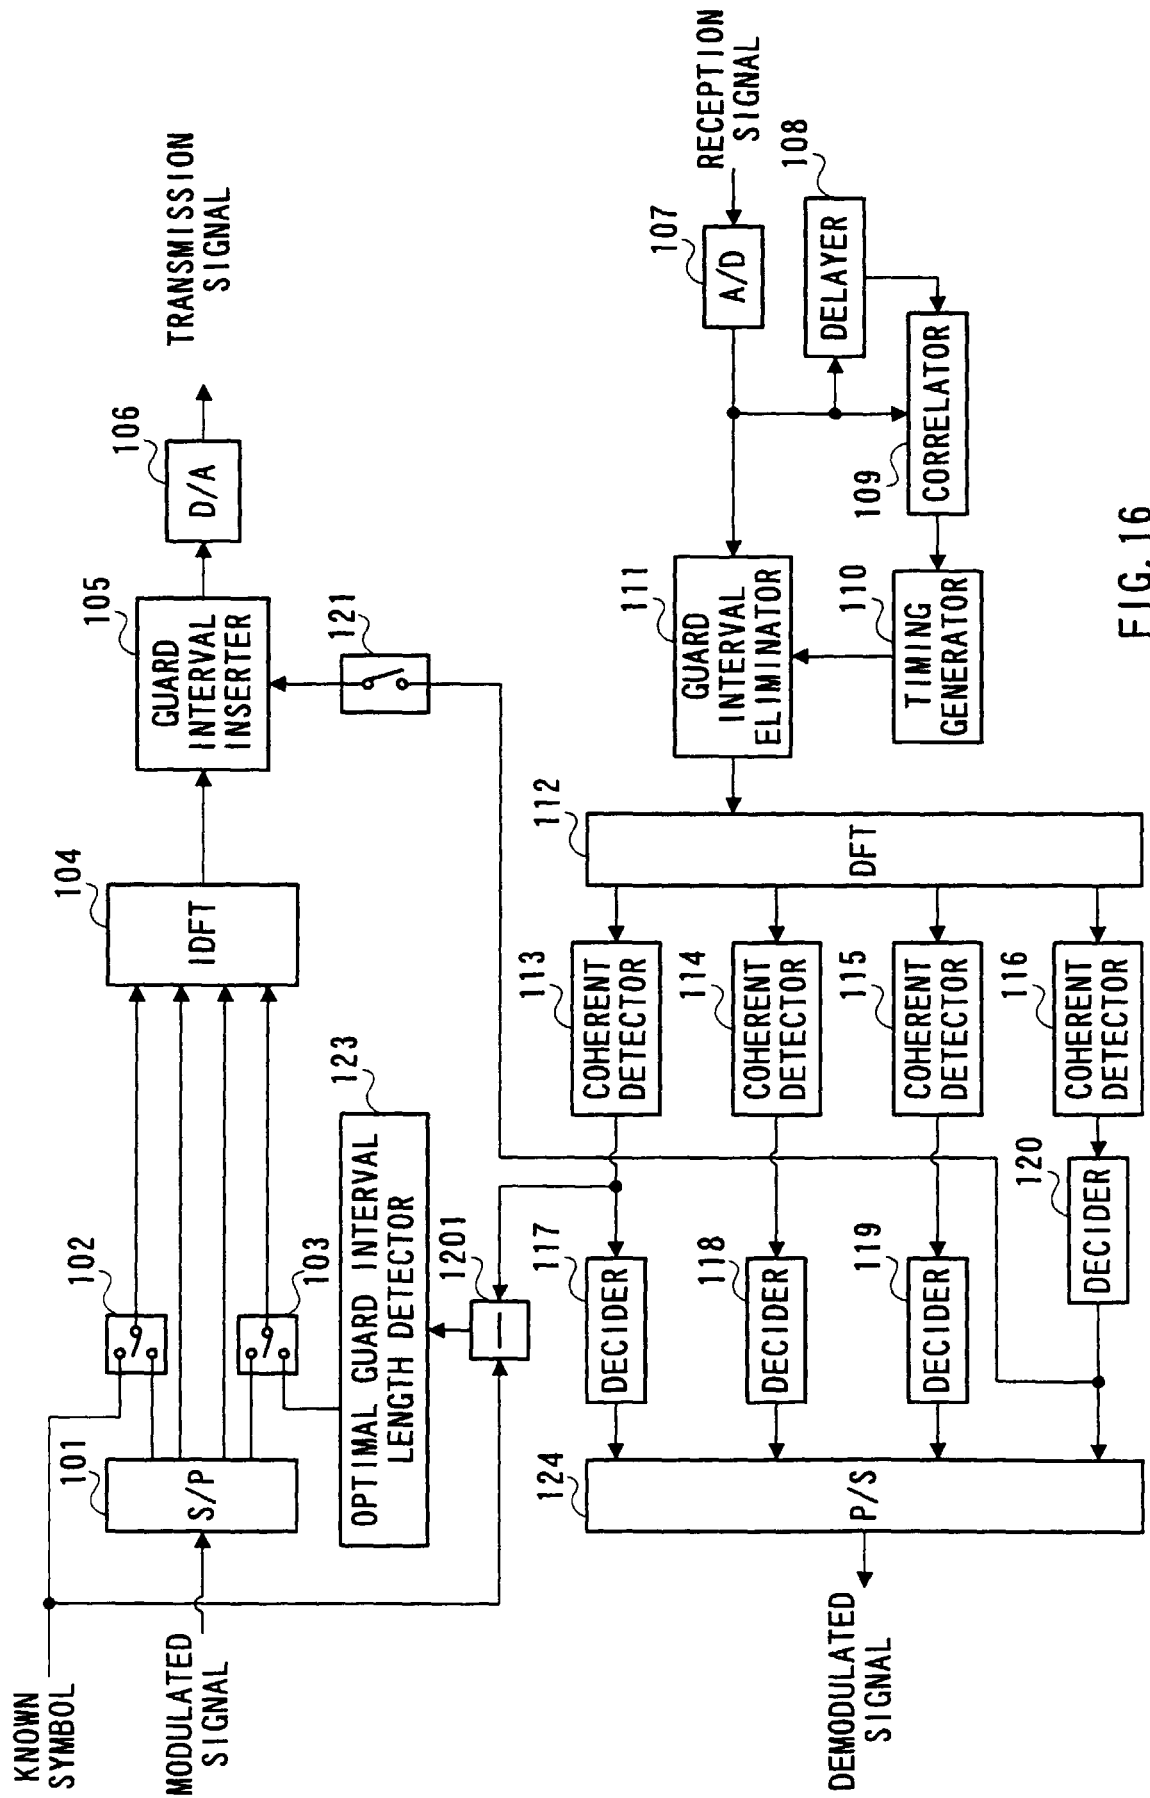 KNOWN
SYMBOL
MODULATED
SIGNAL
101
S/P
102
103
104
IDFT
105
GUARD
INTERVAL
INSERTER
106
D/A
TRANSMISSION
SIGNAL
121
123
OPTIMAL GUARD INTERVAL
LENGTH DETECTOR
1201
−
RECEPTION
SIGNAL
107
A/D
108
DELAYER
109
CORRELATOR
110
TIMING
GENERATOR
111
GUARD
INTERVAL
ELIMINATOR
112
DFT
113
COHERENT
DETECTOR
114
COHERENT
DETECTOR
115
COHERENT
DETECTOR
116
COHERENT
DETECTOR
117
DECIDER
118
DECIDER
119
DECIDER
120
DECIDER
124
P/S
DEMODULATED
SIGNAL
FIG. 16